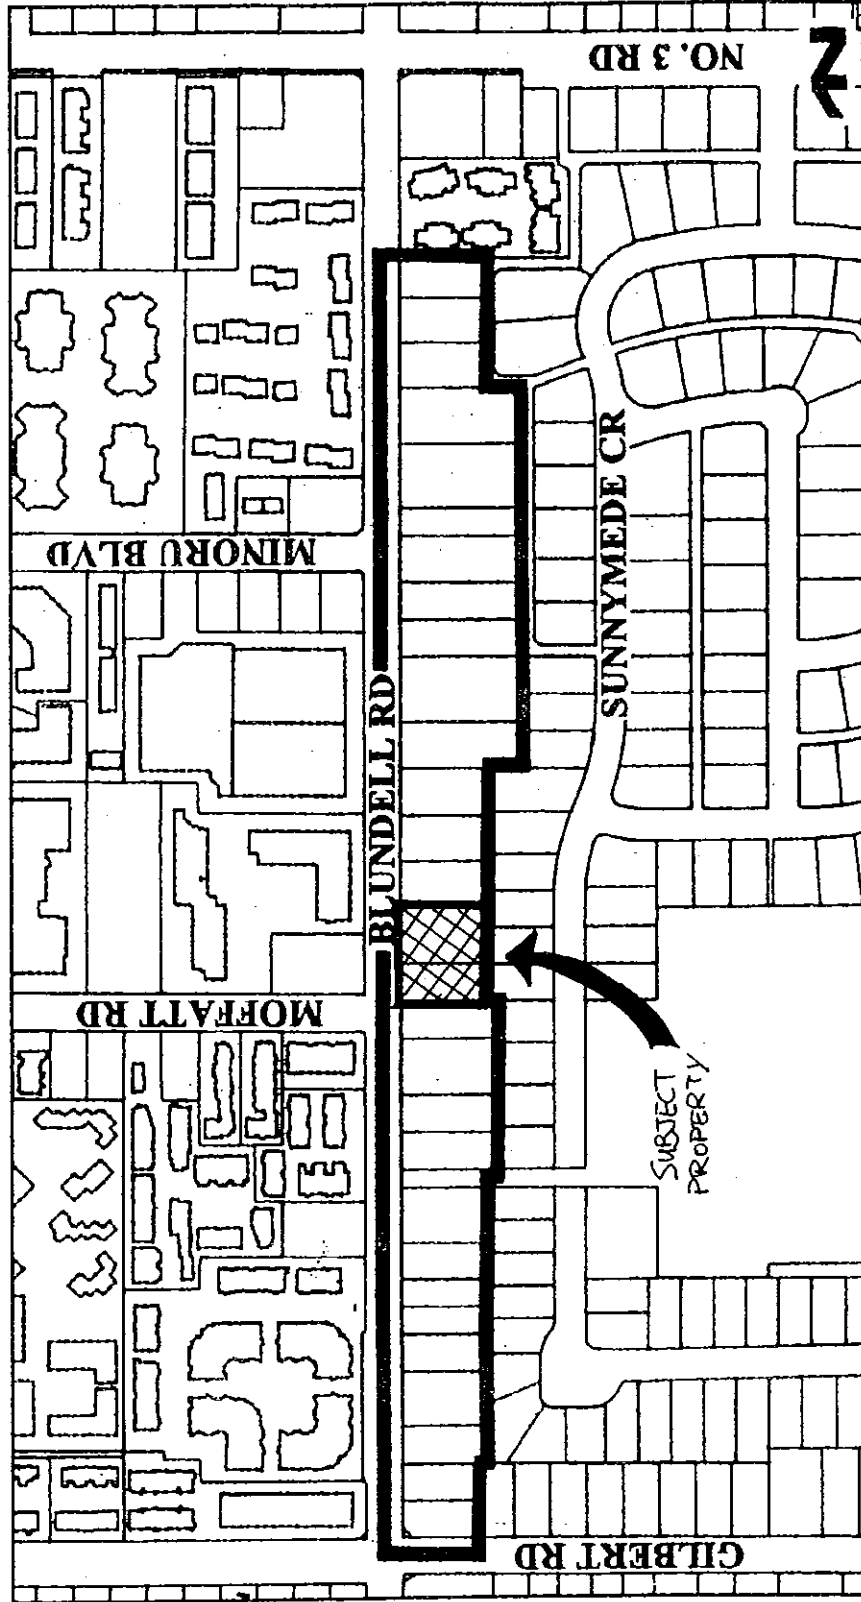 NO. 3 RD
N
MINORU BLVD
SUNNYMEDE CR
BLUNDELL RD
MOFFATT RD
SUBJECT
PROPERTY
GILBERT RD